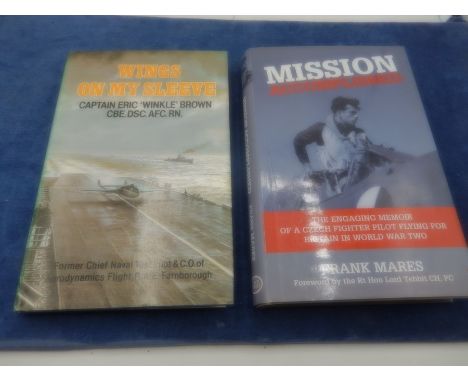 WINGS
ON MY SLEEVE
CAPTAIN ERIC 'WINKLE' BROWN
CBE.DSC.AFC.RN.
Former Chief Naval Test Pilot & C.O. of
Aerodynamics Flight, Farnborough
MISSION
ACCOMPLISHED
THE ENGAGING MEMOIR
OF A CZECH FIGHTER PILOT FLYING FOR
BRITAIN IN WORLD WAR TWO
FRANK MARES
Foreword by the Rt Hon Lord Tebbit CH, PC